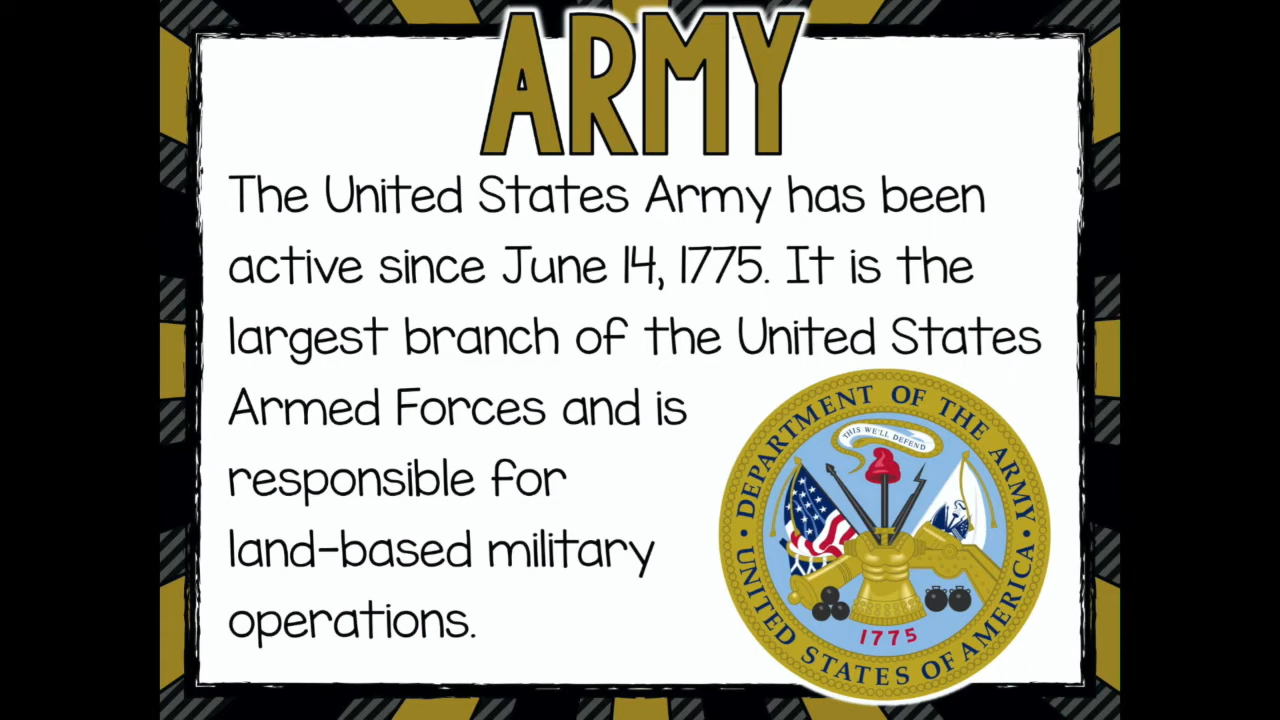 ARMY
The United States Army has been
active since June 14, 1775. It is the
largest branch of the United States
Armed Forces and is
responsible for
land-based military
operations.
· DEPARTMENT OF THE ARMY ·
THIS WE'LL DEFEND
1775
UNITED STATES OF AMERICA